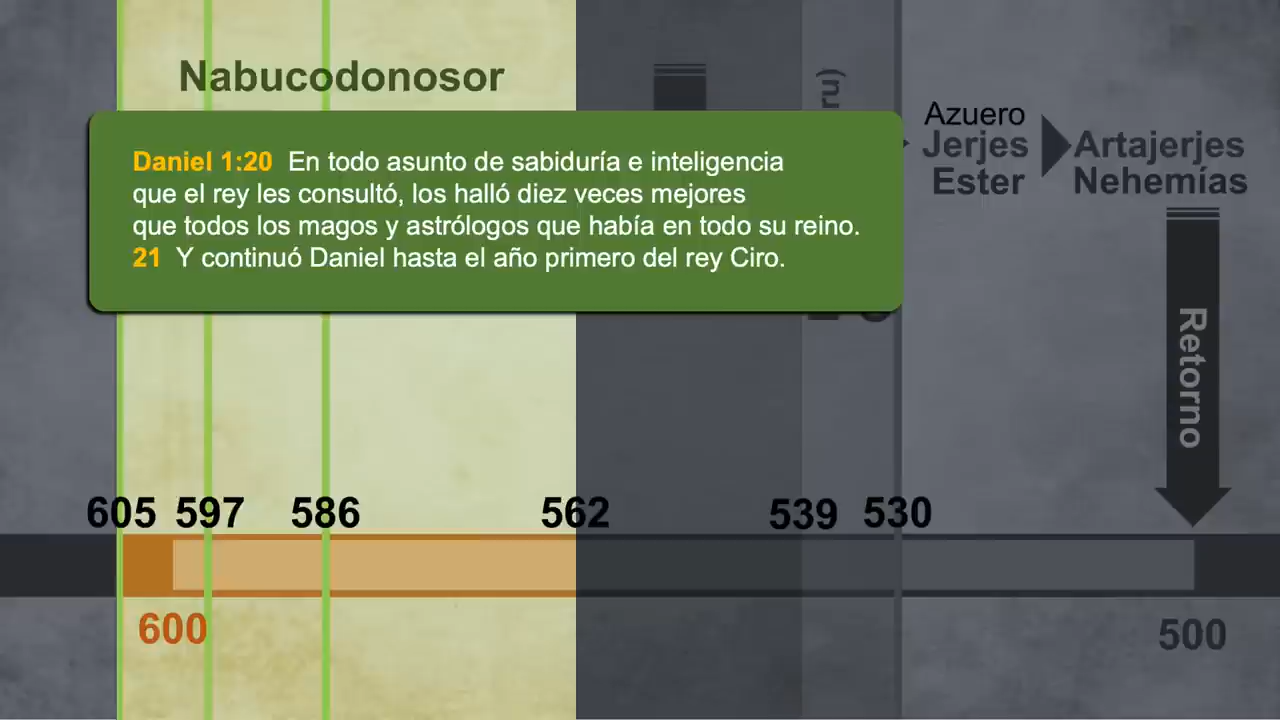 Nabucodonosor
Daniel 1:20 En todo asunto de sabiduría e inteligencia
que el rey les consultó, los halló diez veces mejores
que todos los magos y astrólogos que había en todo su reino.
21 Y continuó Daniel hasta el año primero del rey Ciro.
Azuero
Jerjes
Ester
Artajerjes
Nehemías
Retorno
605 597 586 562 539 530
600 500